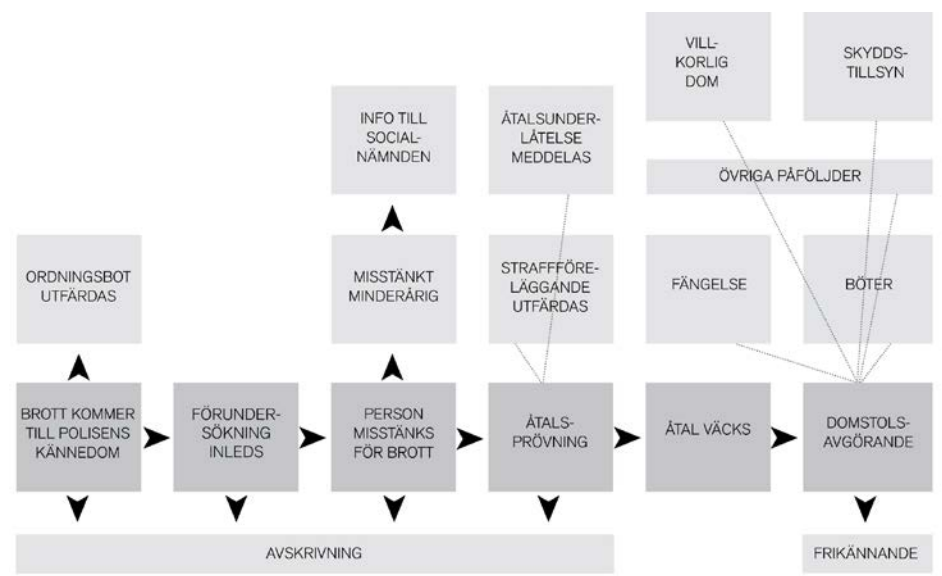 VILL-
KORLIG
DOM
SKYDDS-
TILLSYN
INFO TILL
SOCIAL-
NÄMNDEN
ÅTALSUNDER-
LÅTELSE
MEDDELAS
ÖVRIGA PÅFÖLJDER
ORDNINGSBOT
UTFÄRDAS
MISSTÄNKT
MINDERÅRIG
STRAFFFÖRE-
LÄGGANDE
UTFÄRDAS
FÄNGELSE
BÖTER
BROTT KOMMER
TILL POLISENS
KÄNNEDOM
FÖRUNDER-
SÖKNING
INLEDS
PERSON
MISSTÄNKS
FÖR BROTT
ÅTALS-
PRÖVNING
ÅTAL VÄCKS
DOMSTOLS-
AVGÖRANDE
AVSKRIVNING
FRIKÄNNANDE